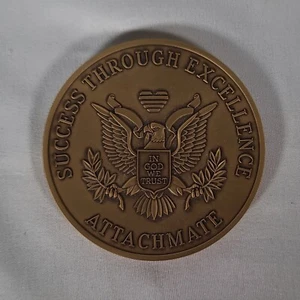 SUCCESS THROUGH EXCELLENCE
IN
GOD
WE
TRUST
ATTACHMATE